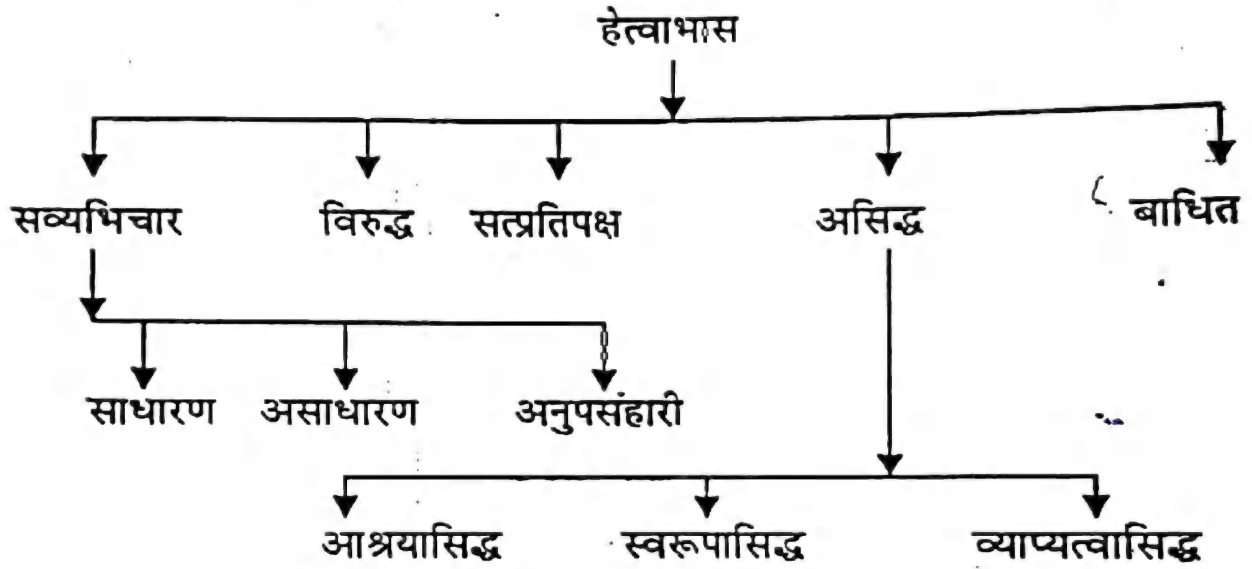 हेत्वाभास
सव्यभिचार विरुद्ध सत्प्रतिपक्ष असिद्ध बाधित
साधारण असाधारण अनुपसंहारी
आश्रयासिद्ध स्वरूपासिद्ध व्याप्यत्वासिद्ध